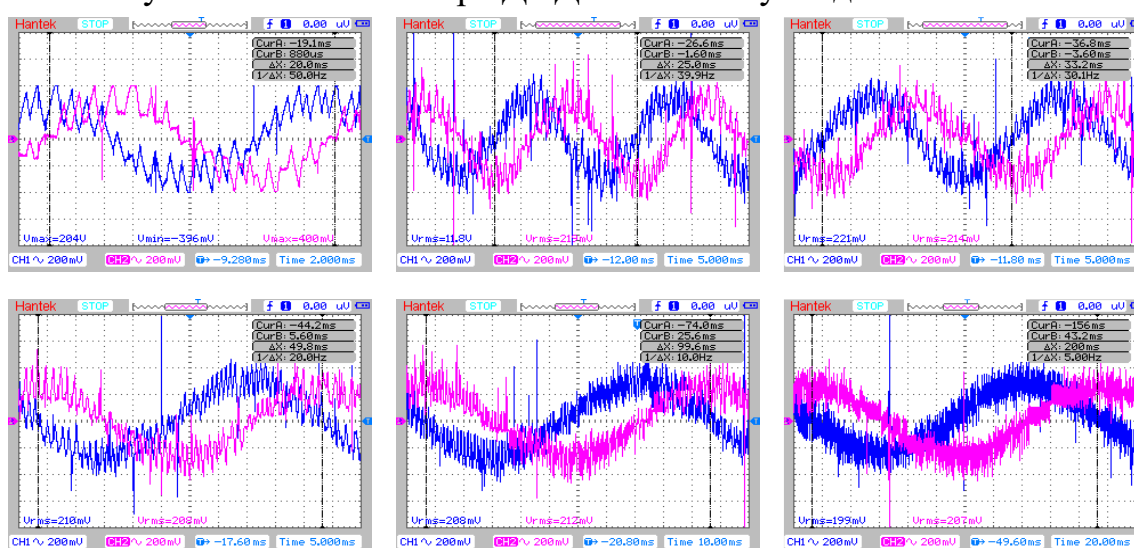 Hantek STOP T ƒ 1 0.00 uV
CurA: -19.1ms
CurB: 880us
ΔX: 20.0ms
1/ΔX: 50.0Hz
Vmax=204V Vmin=-396mV Vmax=400mV
CH1 ∿ 200mV CH2 ∿ 200mV T→ -9.280ms Time 2.000ms
Hantek STOP T ƒ 1 0.00 uV
CurA: -26.6ms
CurB: -1.60ms
ΔX: 25.0ms
1/ΔX: 39.9Hz
Vrms=11.8V
CH1 ∿ 200mV CH2 ∿ 200mV T→ -12.00ms Time 5.000ms
Hantek STOP T ƒ 1 0.00 uV
CurA: -36.8ms
CurB: -3.60ms
ΔX: 33.2ms
1/ΔX: 30.1Hz
Vrms=221mV Vrms=214mV
CH1 ∿ 200mV CH2 ∿ 200mV T→ -11.80ms Time 5.000ms
Hantek STOP T ƒ 1 0.00 uV
CurA: -44.2ms
CurB: 5.60ms
ΔX: 49.8ms
1/ΔX: 20.0Hz
Vrms=210mV Vrms=208mV
CH1 ∿ 200mV CH2 ∿ 200mV T→ -17.60ms Time 5.000ms
Hantek STOP T ƒ 1 0.00 uV
CurA: -74.0ms
CurB: 25.6ms
ΔX: 99.6ms
1/ΔX: 10.0Hz
Vrms=208mV Vrms=212mV
CH1 ∿ 200mV CH2 ∿ 200mV T→ -20.80ms Time 10.00ms
Hantek STOP T ƒ 1 0.00 uV
CurA: -156ms
CurB: 43.2ms
ΔX: 200ms
1/ΔX: 5.00Hz
Vrms=199mV Vrms=207mV
CH1 ∿ 200mV CH2 ∿ 200mV T→ -49.60ms Time 20.00ms